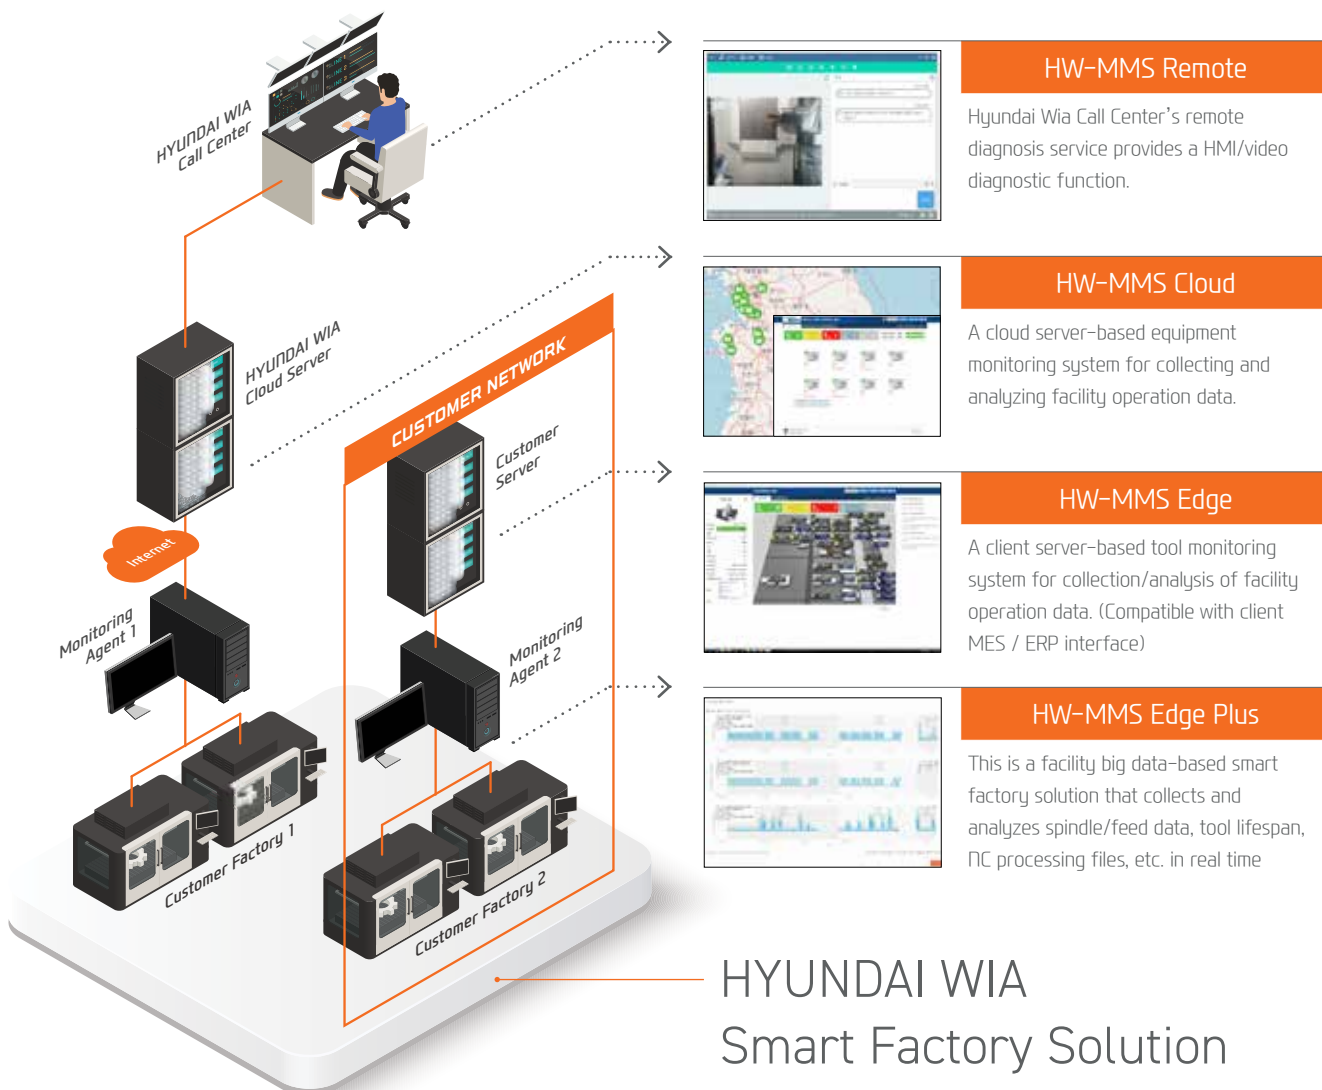 HYUNDAI WIA
Call Center
HYUNDAI WIA
Cloud Server
Internet
Monitoring
Agent 1
Customer Factory 1
CUSTOMER NETWORK
Customer
Server
Monitoring
Agent 2
Customer Factory 2
HW-MMS Remote
Hyundai Wia Call Center's remote
diagnosis service provides a HMI/video
diagnostic function.
HW-MMS Cloud
A cloud server-based equipment
monitoring system for collecting and
analyzing facility operation data.
HW-MMS Edge
A client server-based tool monitoring
system for collection/analysis of facility
operation data. (Compatible with client
MES / ERP interface)
HW-MMS Edge Plus
This is a facility big data-based smart
factory solution that collects and
analyzes spindle/feed data, tool lifespan,
NC processing files, etc. in real time
HYUNDAI WIA
Smart Factory Solution